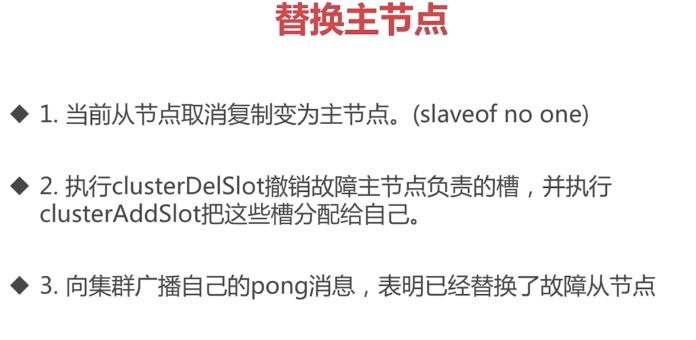 替换主节点
◆ 1. 当前从节点取消复制变为主节点。(slaveof no one)
◆ 2. 执行clusterDelSlot撤销故障主节点负责的槽，并执行
clusterAddSlot把这些槽分配给自己。
◆ 3. 向集群广播自己的pong消息，表明已经替换了故障从节点